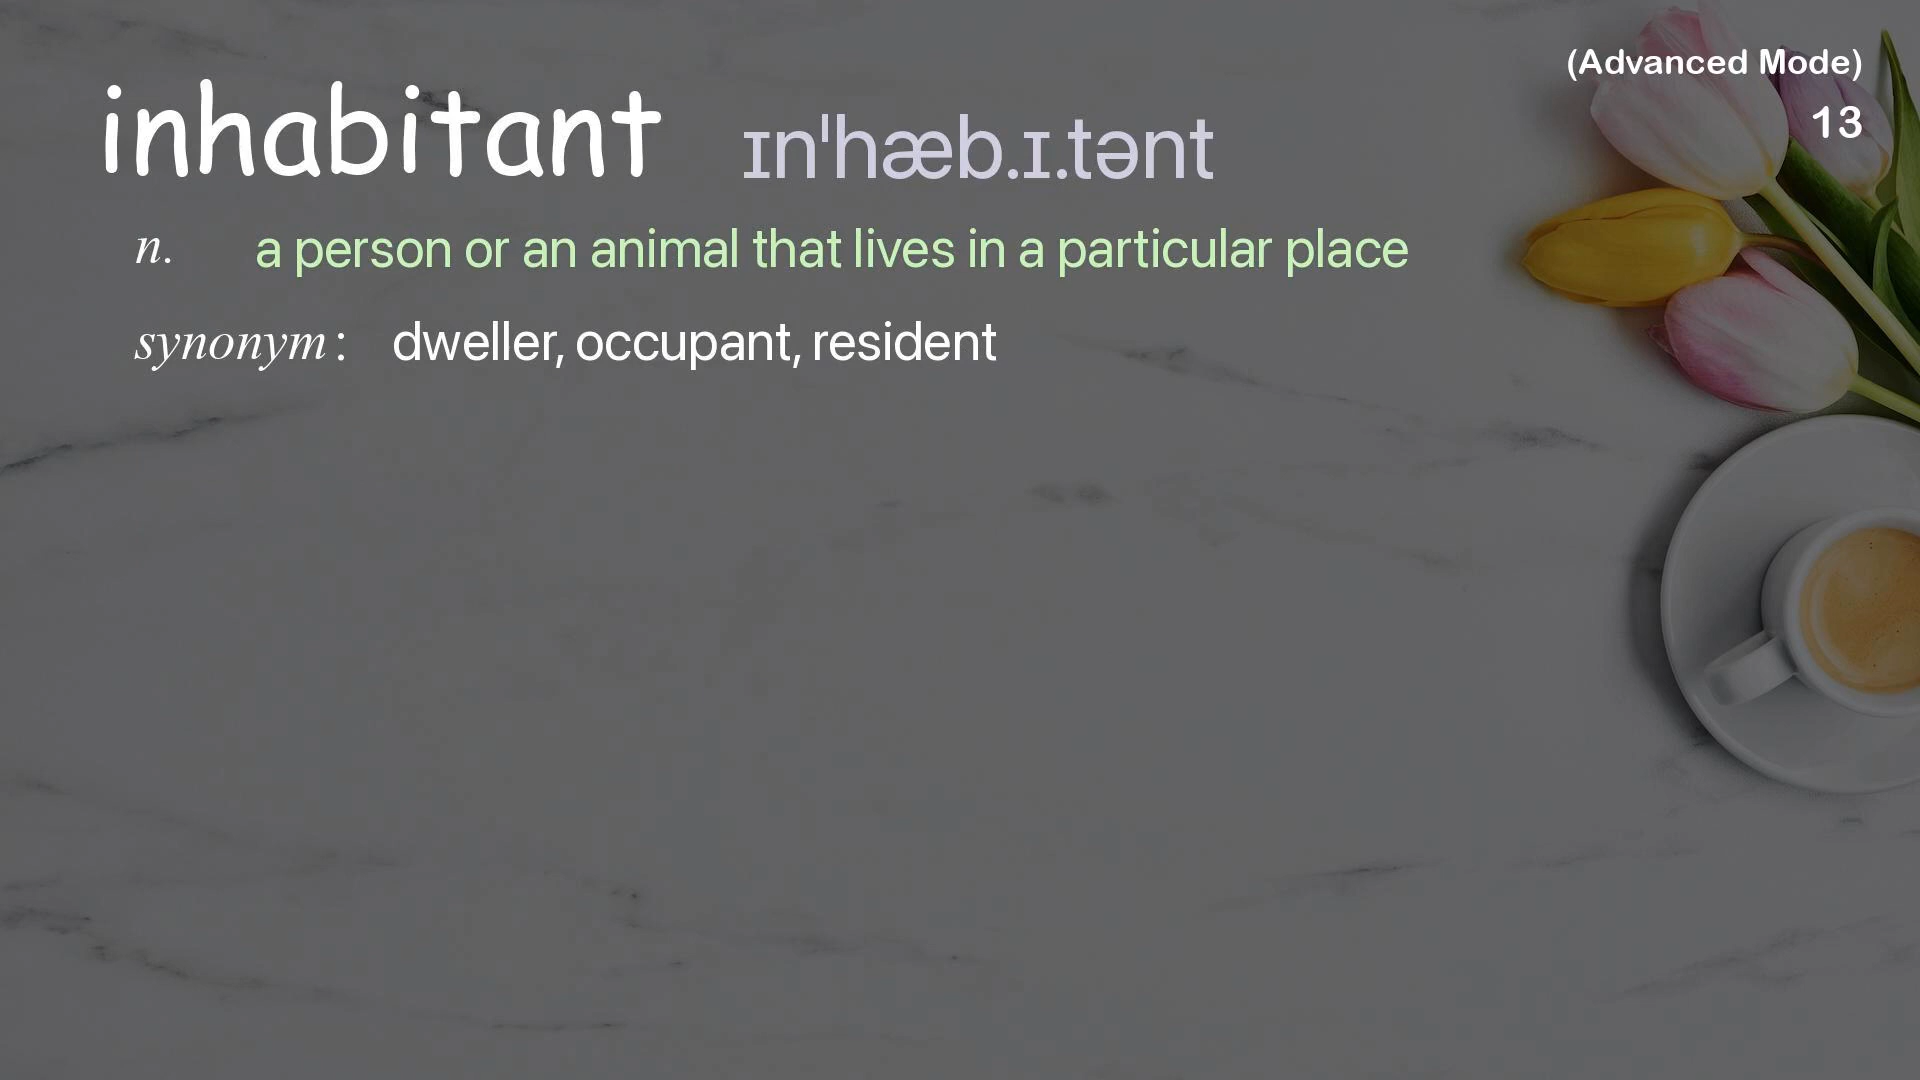 (Advanced Mode)
13
inhabitant ɪnˈhæb.ɪ.tənt
n. a person or an animal that lives in a particular place
synonym : dweller, occupant, resident